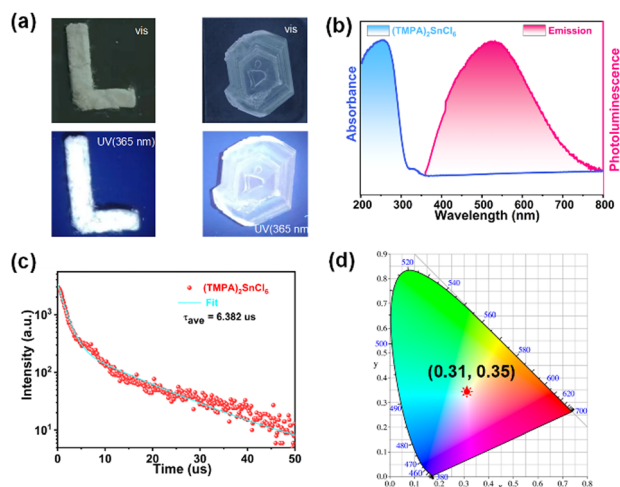 (a)
vis
vis
UV(365 nm)
UV(365 nm)
(b)
(TMPA)₂SnCl₆
Emission
Absorbance
Photoluminescence
200 300 400 500 600 700 800
Wavelength (nm)
(c)
(TMPA)₂SnCl₆
Fit
τave = 6.382 us
Intensity (a.u.)
10³
10²
10¹
0 10 20 30 40 50
Time (us)
(d)
0.9
0.8
0.7
0.6
0.5
0.4
0.3
0.2
0.1
0.0
y
520
540
560
500
580
600
620
700
490
480
470
460
380
(0.31, 0.35)
0.0 0.1 0.2 0.3 0.4 0.5 0.6 0.7 0.8